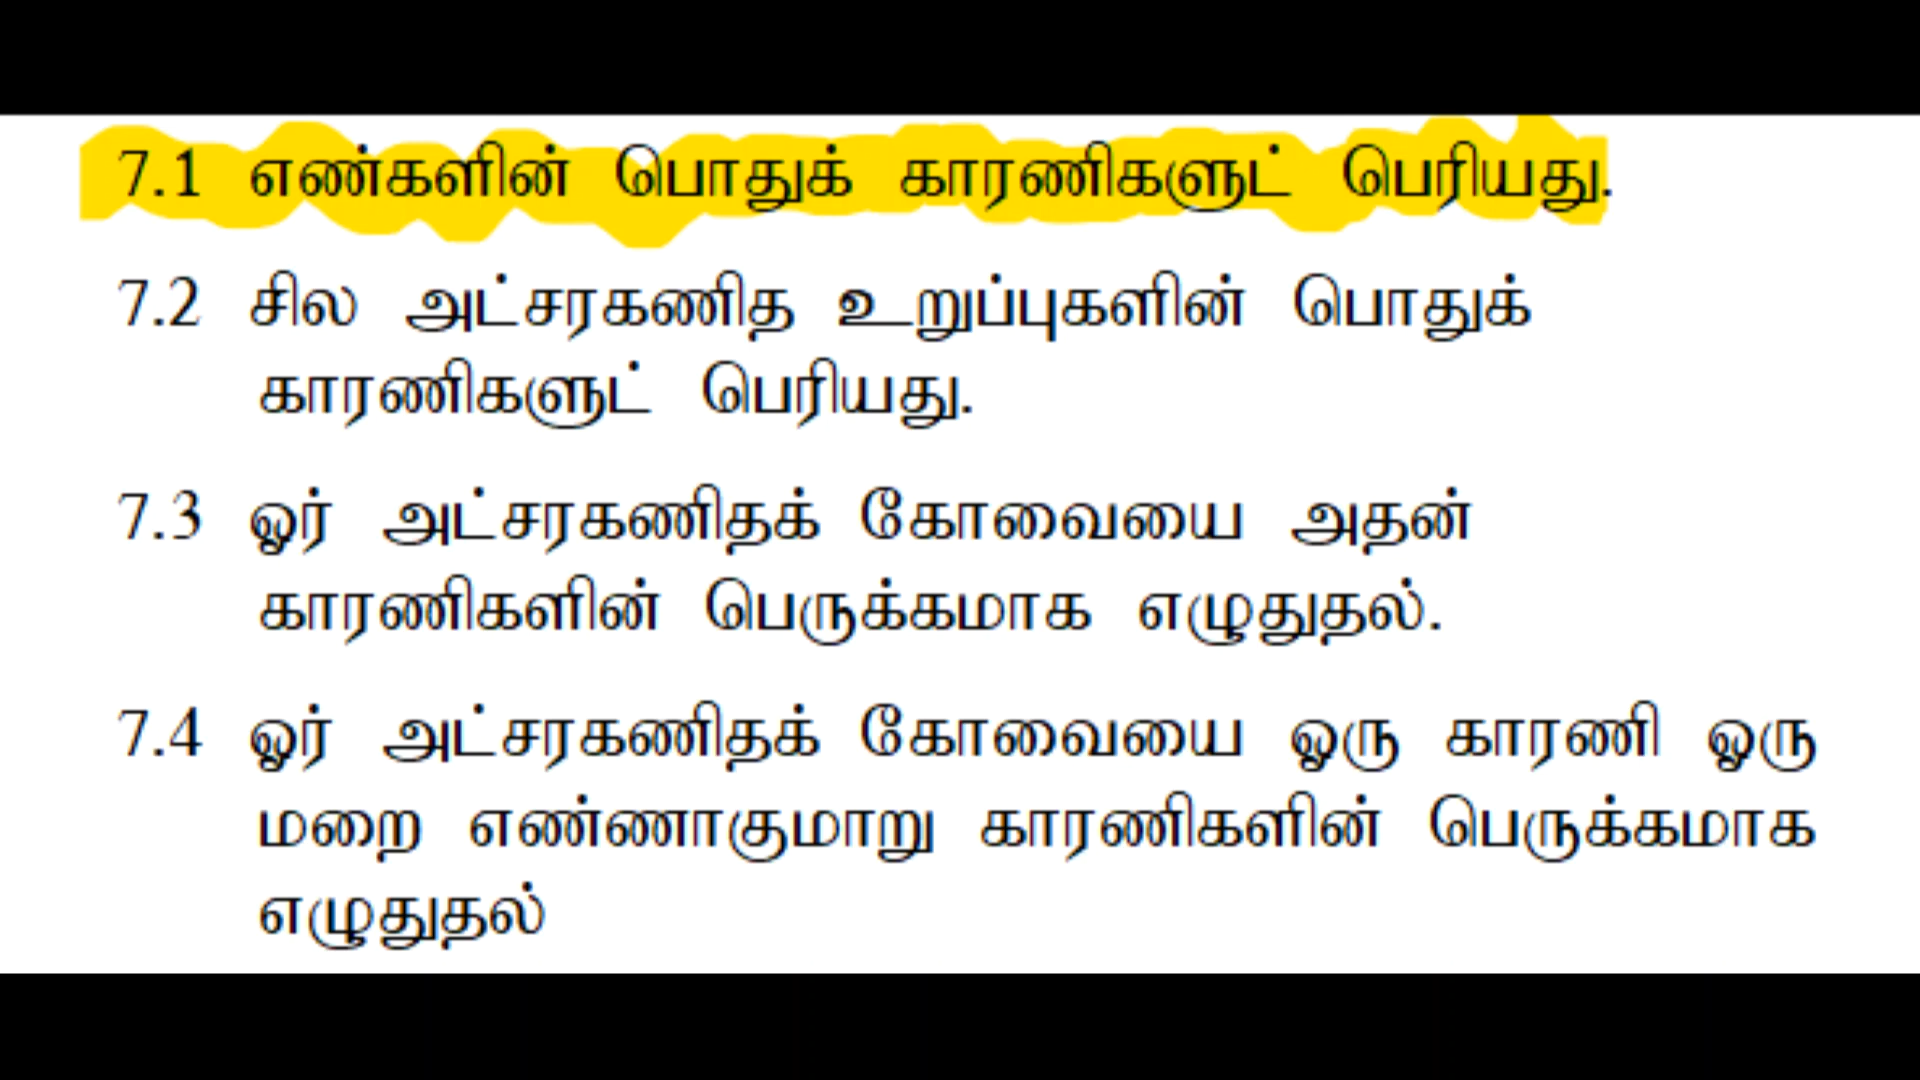 7.1 எண்களின் பொதுக் காரணிகளுட் பெரியது.
7.2 சில அட்சரகணித உறுப்புகளின் பொதுக்
காரணிகளுட் பெரியது.
7.3 ஓர் அட்சரகணிதக் கோவையை அதன்
காரணிகளின் பெருக்கமாக எழுதுதல்.
7.4 ஓர் அட்சரகணிதக் கோவையை ஓரு காரணி ஓரு
மறை எண்ணாகுமாறு காரணிகளின் பெருக்கமாக
எழுதுதல்